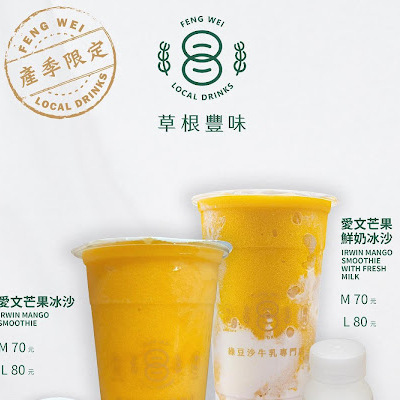 FENG WEI
產季限定
LOCAL DRINKS
FENG WEI
LOCAL DRINKS
草根豐味
愛文芒果
鮮奶冰沙
IRWIN MANGO
SMOOTHIE
WITH FRESH
MILK
M 70元
L 80元
愛文芒果冰沙
IRWIN MANGO
SMOOTHIE
M 70元
L 80元
綠豆沙牛乳專門